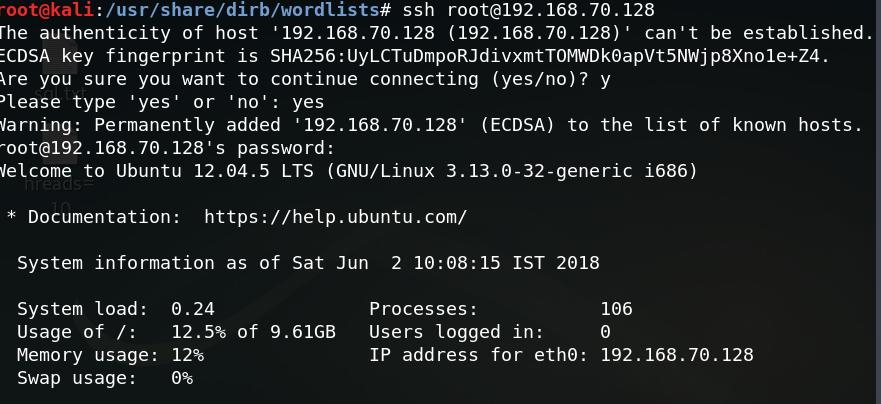 root@kali:/usr/share/dirb/wordlists# ssh root@192.168.70.128
The authenticity of host '192.168.70.128 (192.168.70.128)' can't be established.
ECDSA key fingerprint is SHA256:UyLCTuDmpoRJdivxmtTOMWDk0apVt5NWjp8Xno1e+Z4.
Are you sure you want to continue connecting (yes/no)? y
Please type 'yes' or 'no': yes
Warning: Permanently added '192.168.70.128' (ECDSA) to the list of known hosts.
root@192.168.70.128's password:
Welcome to Ubuntu 12.04.5 LTS (GNU/Linux 3.13.0-32-generic i686)
* Documentation:  https://help.ubuntu.com/
System information as of Sat Jun  2 10:08:15 IST 2018
System load:  0.24               Processes:           106
Usage of /:   12.5% of 9.61GB   Users logged in:     0
Memory usage: 12%               IP address for eth0: 192.168.70.128
Swap usage:   0%